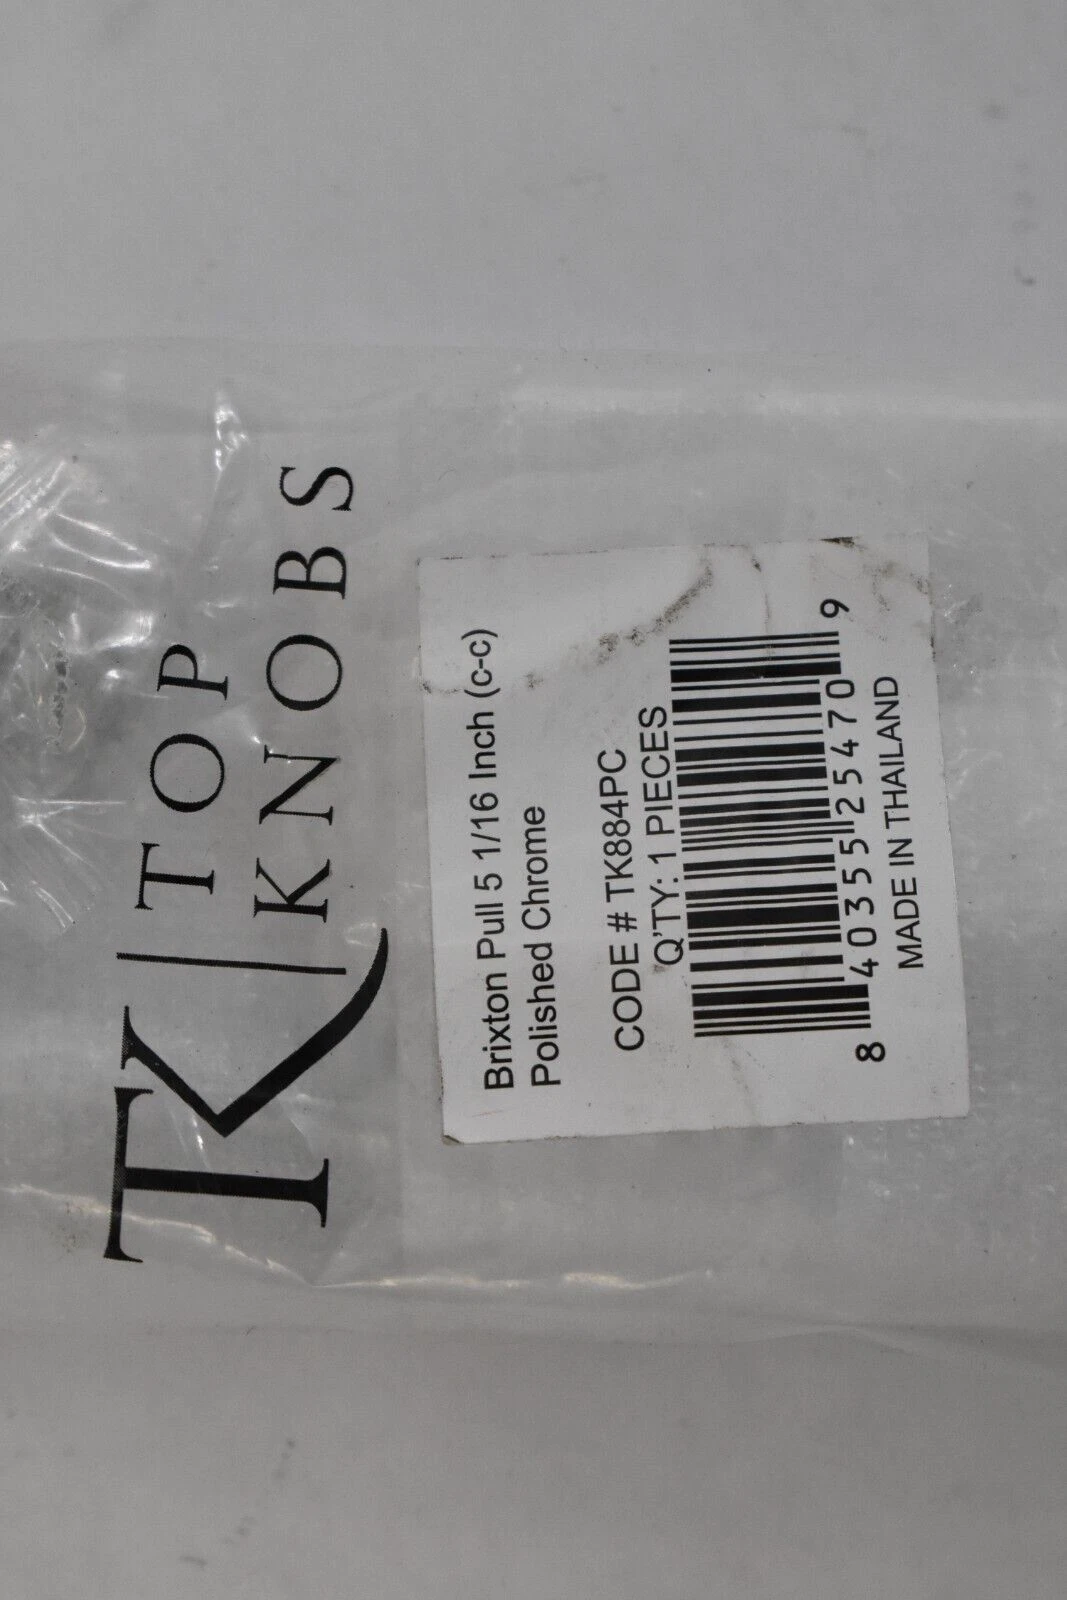 TK TOP
KNOBS
Brixton Pull 5 1/16 Inch (c-c)
Polished Chrome
CODE # TK884PC
Q'TY: 1 PIECES
8 40355 25470 9
MADE IN THAILAND